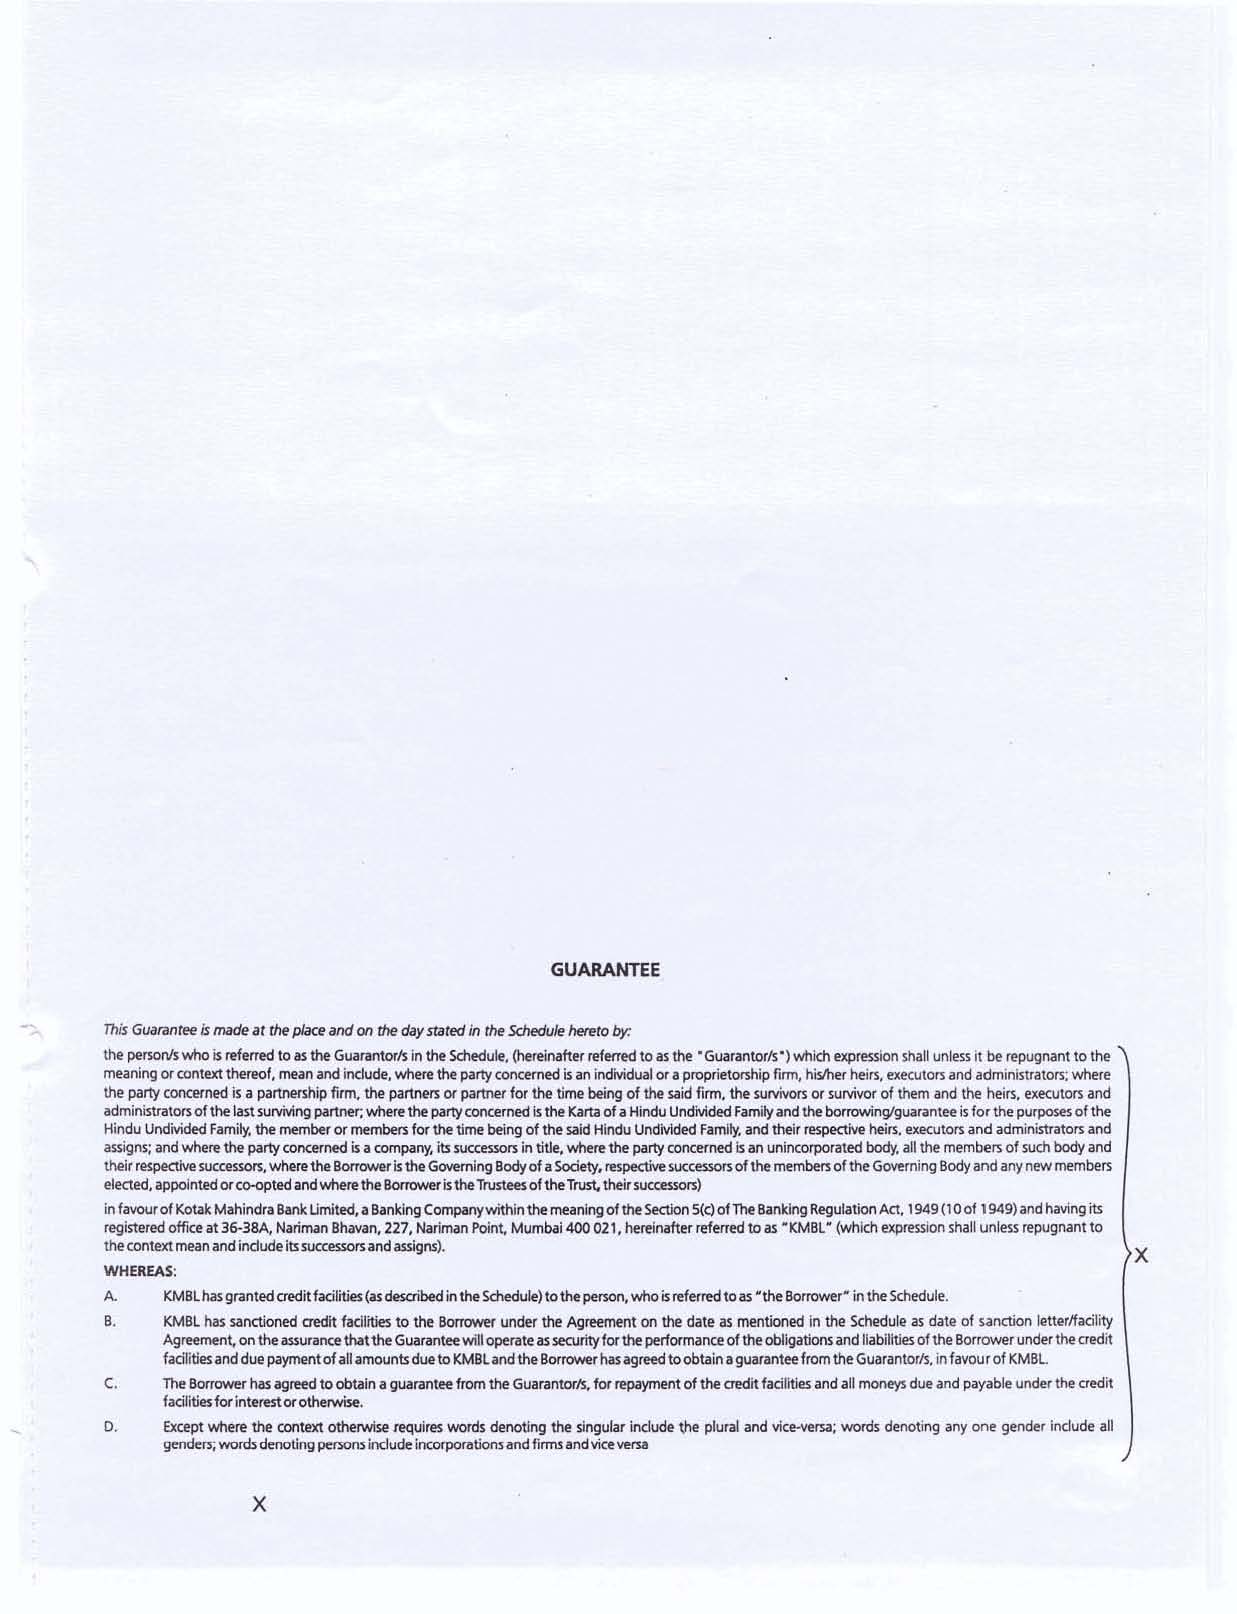 GUARANTEE
This Guarantee is made at the place and on the day stated in the Schedule hereto by:
the person/s who is referred to as the Guarantor/s in the Schedule, (hereinafter referred to as the "Guarantor/s") which expression shall unless it be repugnant to the
meaning or context thereof, mean and include, where the party concerned is an individual or a proprietorship firm, his/her heirs, executors and administrators; where
the party concerned is a partnership firm, the partners or partner for the time being of the said firm, the survivors or survivor of them and the heirs, executors and
administrators of the last surviving partner; where the party concerned is the Karta of a Hindu Undivided Family and the borrowing/guarantee is for the purposes of the
Hindu Undivided Family, the member or members for the time being of the said Hindu Undivided Family, and their respective heirs, executors and administrators and
assigns; and where the party concerned is a company, its successors in title, where the party concerned is an unincorporated body, all the members of such body and
their respective successors, where the Borrower is the Governing Body of a Society, respective successors of the members of the Governing Body and any new members
elected, appointed or co-opted and where the Borrower is the Trustees of the Trust, their successors)
in favour of Kotak Mahindra Bank Limited, a Banking Company within the meaning of the Section 5(c) of The Banking Regulation Act, 1949 (10 of 1949) and having its
registered office at 36-38A, Nariman Bhavan, 227, Nariman Point, Mumbai 400 021, hereinafter referred to as "KMBL" (which expression shall unless repugnant to
the context mean and include its successors and assigns).
X
WHEREAS:
A. KMBL has granted credit facilities (as described in the Schedule) to the person, who is referred to as "the Borrower" in the Schedule.
B. KMBL has sanctioned credit facilities to the Borrower under the Agreement on the date as mentioned in the Schedule as date of sanction letter/facility
Agreement, on the assurance that the Guarantee will operate as security for the performance of the obligations and liabilities of the Borrower under the credit
facilities and due payment of all amounts due to KMBL and the Borrower has agreed to obtain a guarantee from the Guarantor/s, in favour of KMBL.
C. The Borrower has agreed to obtain a guarantee from the Guarantor/s, for repayment of the credit facilities and all moneys due and payable under the credit
facilities for interest or otherwise.
D. Except where the context otherwise requires words denoting the singular include the plural and vice-versa; words denoting any one gender include all
genders; words denoting persons include incorporations and firms and vice versa
X